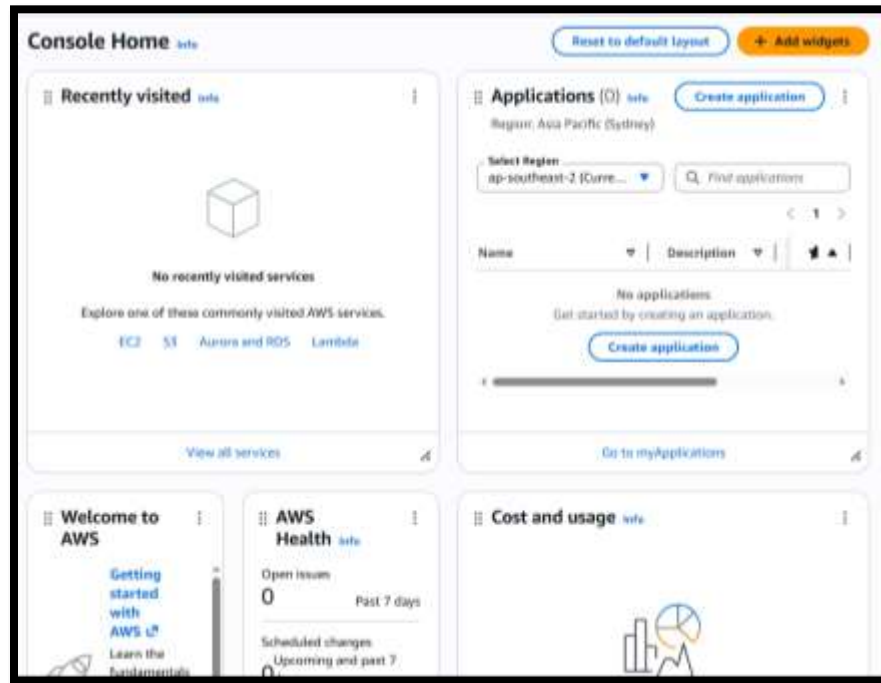 Console Home Info
Reset to default layout
+ Add widgets
Recently visited Info
No recently visited services
Explore one of these commonly visited AWS services.
EC2 S3 Aurora and RDS Lambda
View all services
Applications (0) Info
Create application
Region: Asia Pacific (Sydney)
Select Region
ap-southeast-2 (Curre...
Find applications
1
Name Description
No applications
Get started by creating an application.
Create application
Go to myApplications
Welcome to
AWS
Getting
started
with
AWS
Learn the
fundamentals
AWS
Health Info
Open issues
0 Past 7 days
Scheduled changes
Upcoming and past 7
0
Cost and usage Info